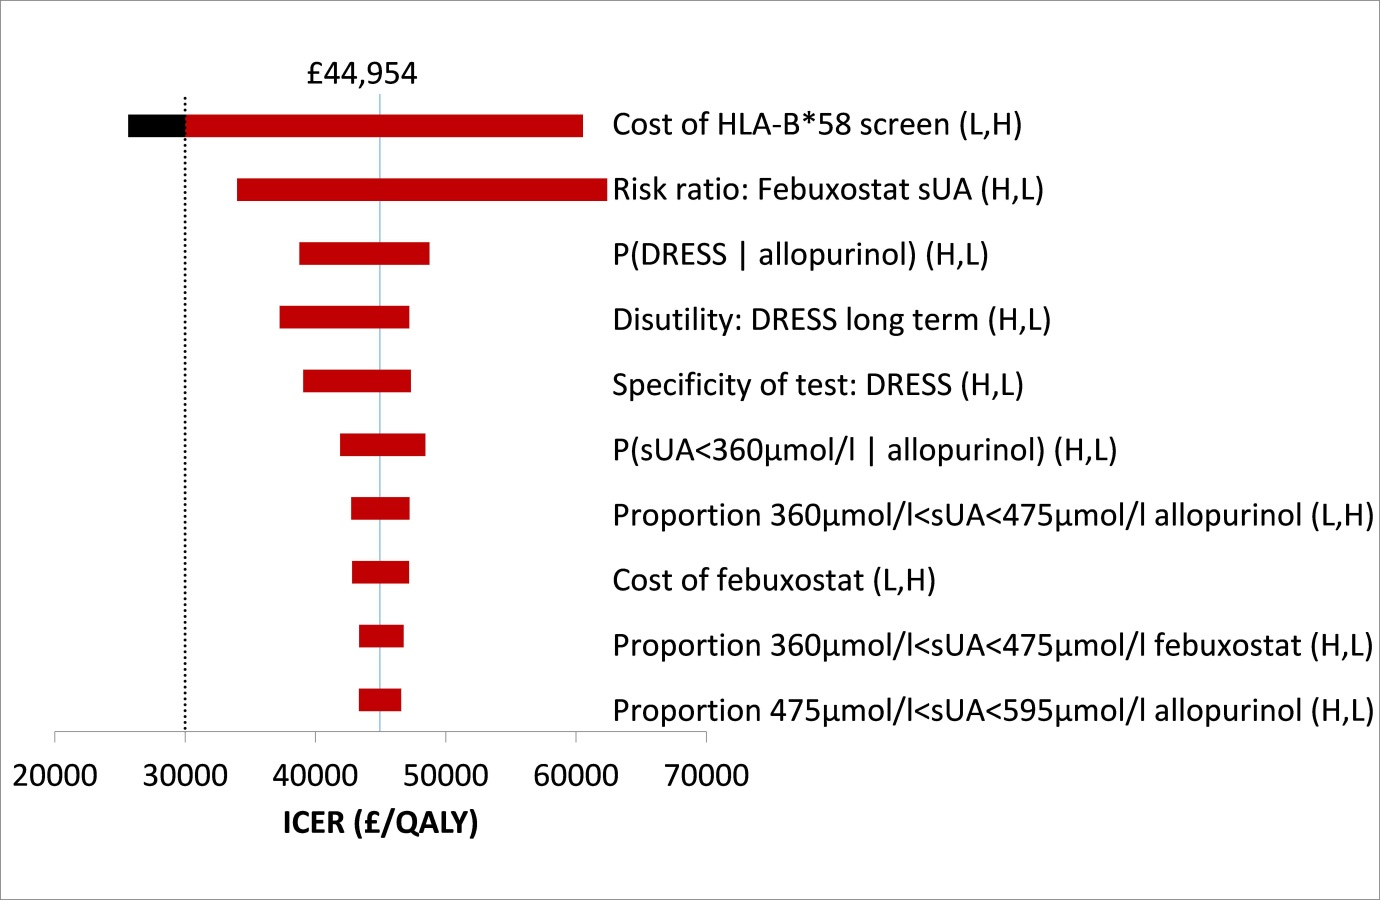 £44,954
Cost of HLA-B*58 screen (L,H)
Risk ratio: Febuxostat sUA (H,L)
P(DRESS | allopurinol) (H,L)
Disutility: DRESS long term (H,L)
Specificity of test: DRESS (H,L)
P(sUA<360µmol/l | allopurinol) (H,L)
Proportion 360µmol/l<sUA<475µmol/l allopurinol (L,H)
Cost of febuxostat (L,H)
Proportion 360µmol/l<sUA<475µmol/l febuxostat (H,L)
Proportion 475µmol/l<sUA<595µmol/l allopurinol (H,L)
20000 30000 40000 50000 60000 70000
ICER (£/QALY)